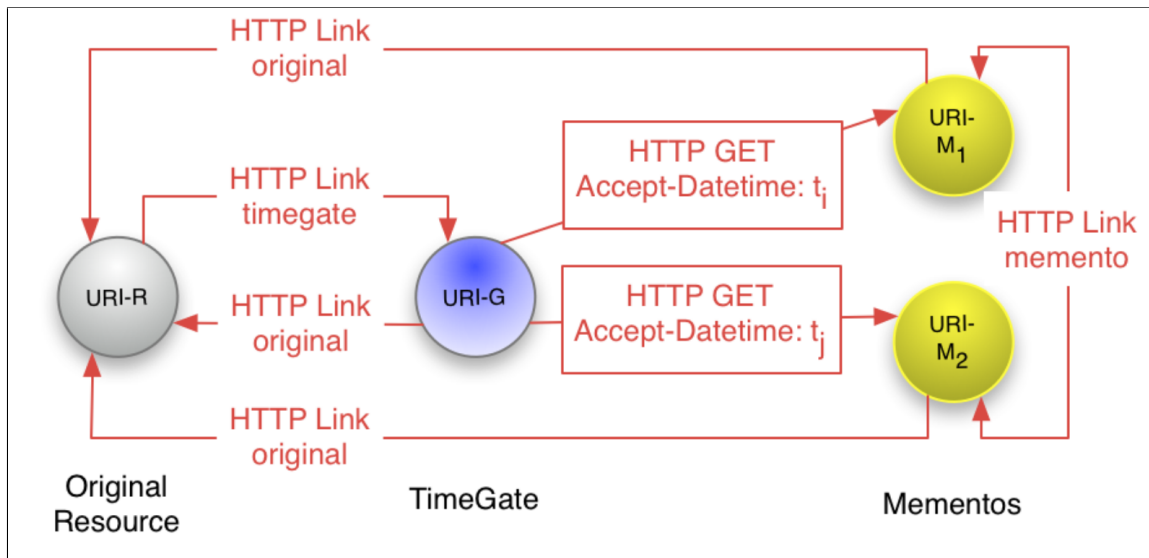 HTTP Link
original
HTTP GET
Accept-Datetime: ti
URI-
M1
HTTP Link
timegate
HTTP Link
memento
URI-R
URI-G
HTTP Link
original
HTTP GET
Accept-Datetime: tj
URI-
M2
HTTP Link
original
Original
Resource
TimeGate
Mementos